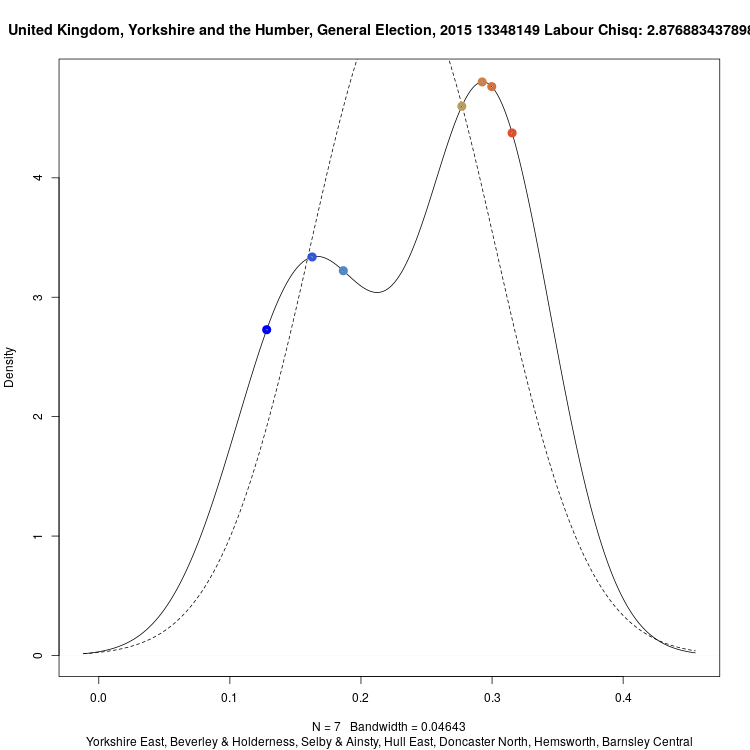 United Kingdom, Yorkshire and the Humber, General Election, 2015 13348149 Labour Chisq: 2.876883437898
Density
4
3
2
1
0
0.0 0.1 0.2 0.3 0.4
N = 7 Bandwidth = 0.04643
Yorkshire East, Beverley & Holderness, Selby & Ainsty, Hull East, Doncaster North, Hemsworth, Barnsley Central